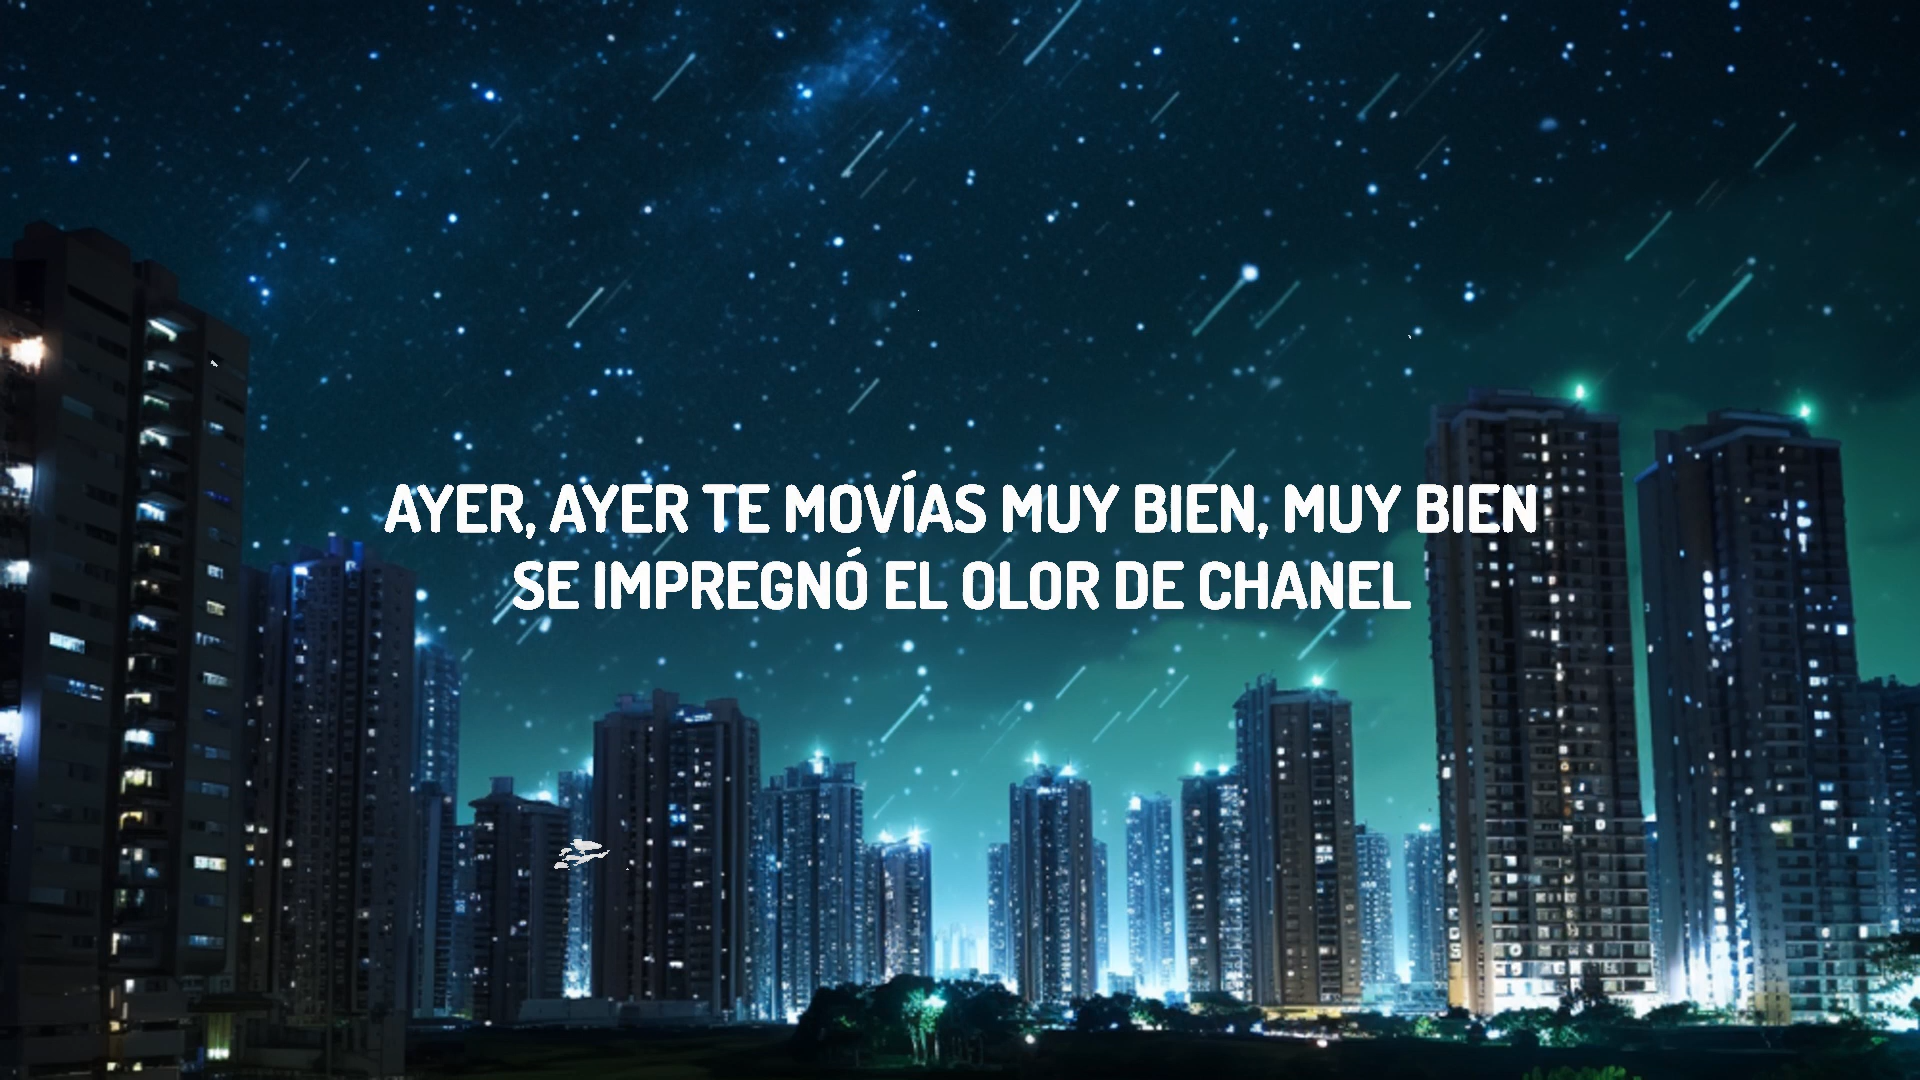 AYER, AYER TE MOVÍAS MUY BIEN, MUY BIEN
SE IMPREGNÓ EL OLOR DE CHANEL